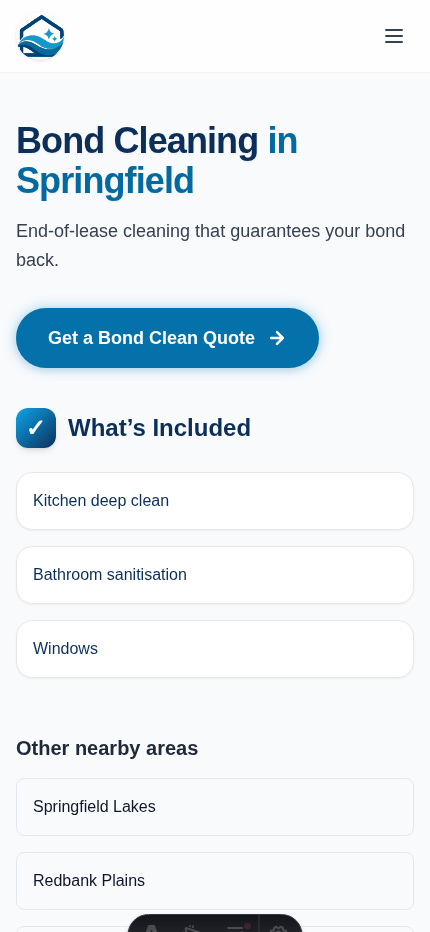 Bond Cleaning in
Springfield
End-of-lease cleaning that guarantees your bond
back.
Get a Bond Clean Quote →
✓ What’s Included
Kitchen deep clean
Bathroom sanitisation
Windows
Other nearby areas
Springfield Lakes
Redbank Plains